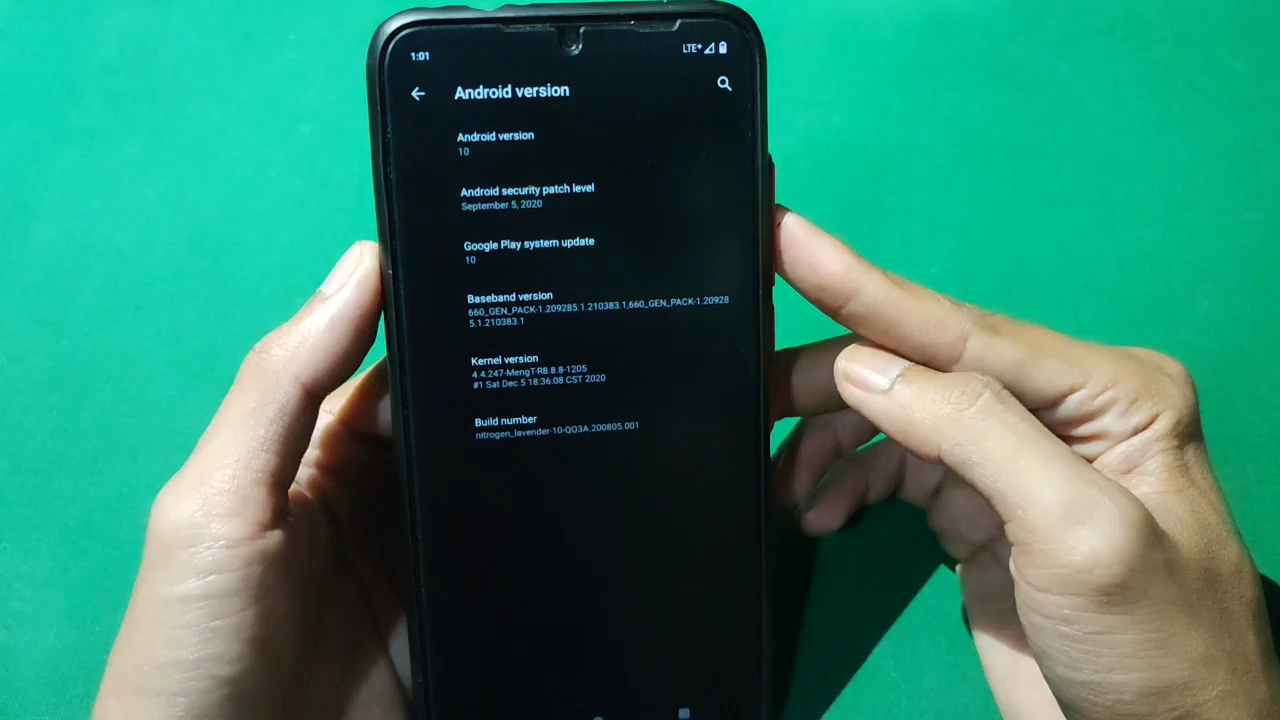 1:01
LTE+
Android version
Android version
10
Android security patch level
September 5, 2020
Google Play system update
10
Baseband version
660_GEN_PACK-1.209285.1.210383.1,660_GEN_PACK-1.20928
5.1.210383.1
Kernel version
4.4.247-MengT-R8.8.8-1205
#1 Sat Dec 5 18:36:08 CST 2020
Build number
nitrogen_lavender-10-QQ3A.200805.001